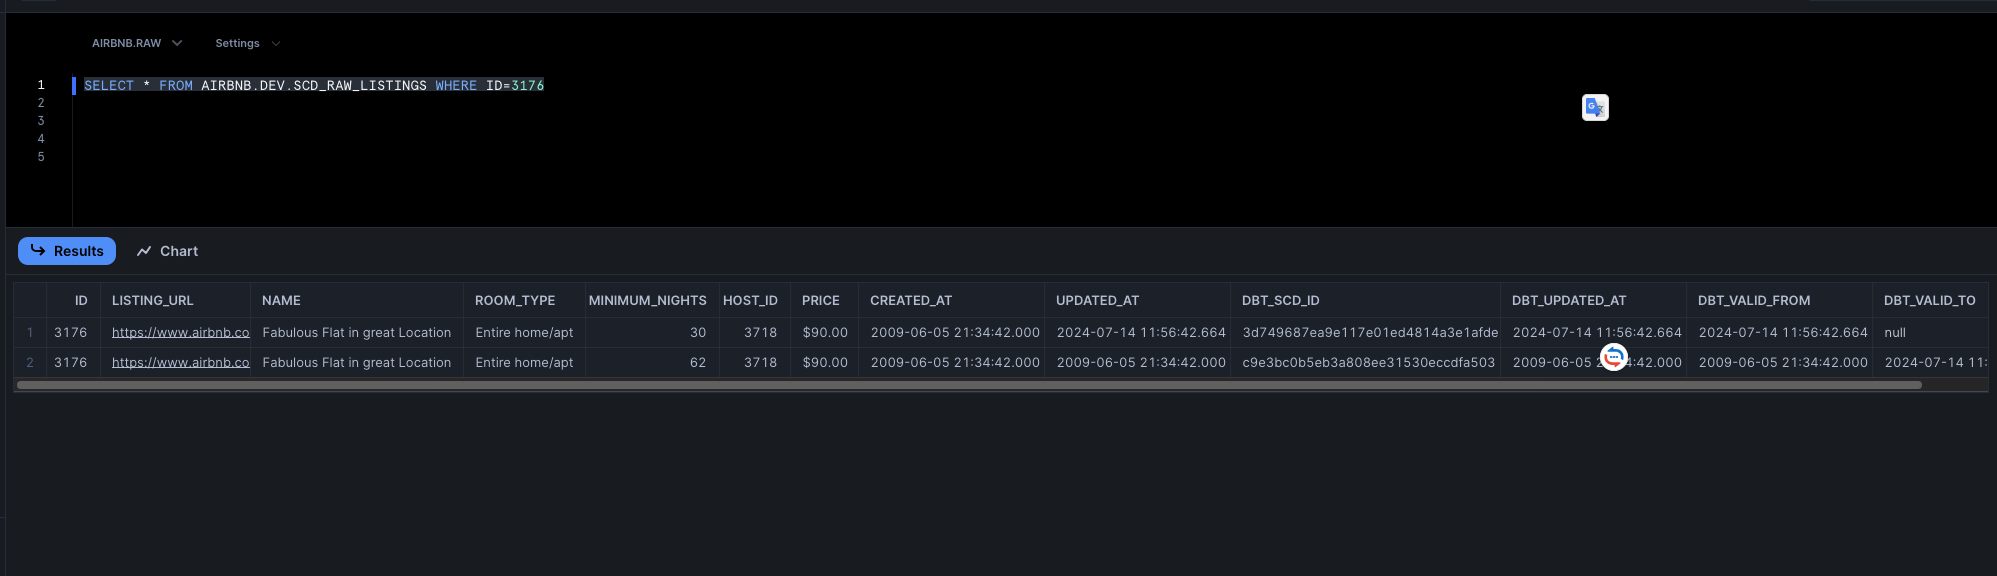 AIRBNB.RAW Settings
1 SELECT * FROM AIRBNB.DEV.SCD_RAW_LISTINGS WHERE ID=3176
2
3
4
5
Results Chart
ID LISTING_URL NAME ROOM_TYPE MINIMUM_NIGHTS HOST_ID PRICE CREATED_AT UPDATED_AT DBT_SCD_ID DBT_UPDATED_AT DBT_VALID_FROM DBT_VALID_TO
1 3176 https://www.airbnb.co Fabulous Flat in great Location Entire home/apt 30 3718 $90.00 2009-06-05 21:34:42.000 2024-07-14 11:56:42.664 3d749687ea9e117e01ed4814a3e1afde 2024-07-14 11:56:42.664 2024-07-14 11:56:42.664 null
2 3176 https://www.airbnb.co Fabulous Flat in great Location Entire home/apt 62 3718 $90.00 2009-06-05 21:34:42.000 2009-06-05 21:34:42.000 c9e3bc0b5eb3a808ee31530eccdfa503 2009-06-05 2 4:42.000 2009-06-05 21:34:42.000 2024-07-14 11: